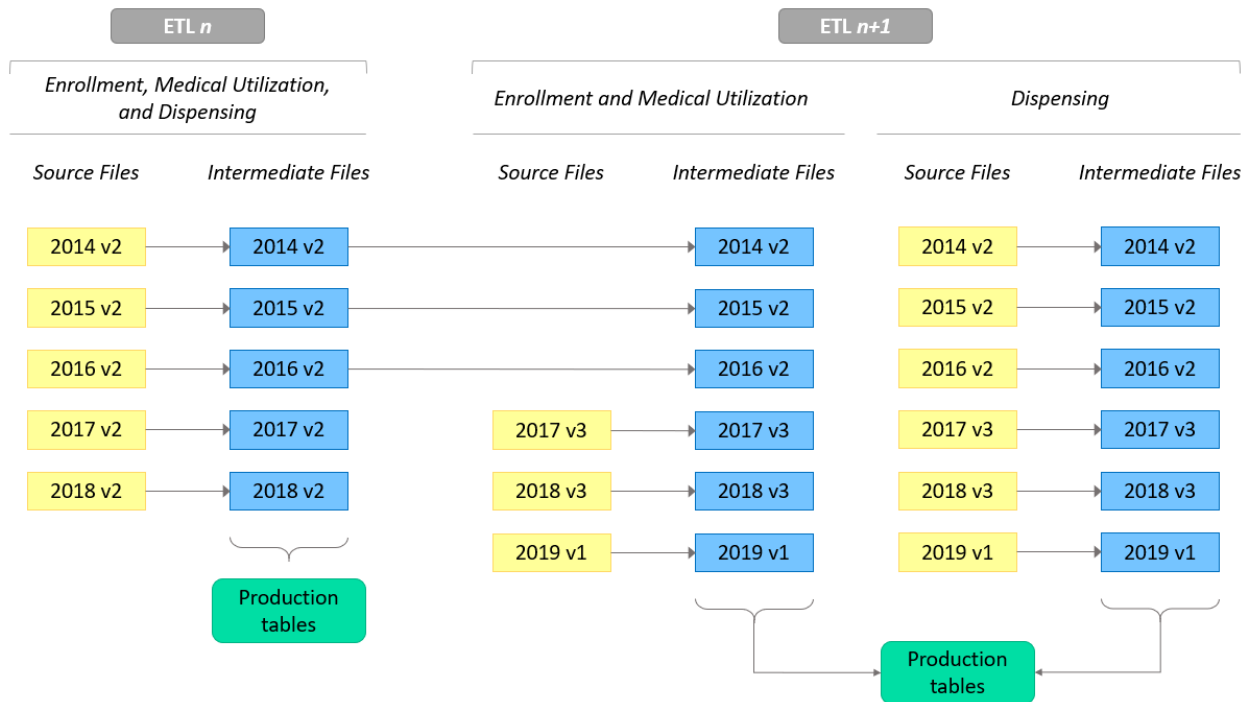 ETL n
ETL n+1
Enrollment, Medical Utilization,
and Dispensing
Enrollment and Medical Utilization
Dispensing
Source Files
Intermediate Files
Source Files
Intermediate Files
Source Files
Intermediate Files
2014 v2
2014 v2
2014 v2
2014 v2
2014 v2
2015 v2
2015 v2
2015 v2
2015 v2
2015 v2
2016 v2
2016 v2
2016 v2
2016 v2
2016 v2
2017 v2
2017 v2
2017 v3
2017 v3
2017 v3
2017 v3
2018 v2
2018 v2
2018 v3
2018 v3
2018 v3
2018 v3
2019 v1
2019 v1
2019 v1
2019 v1
Production
tables
Production
tables